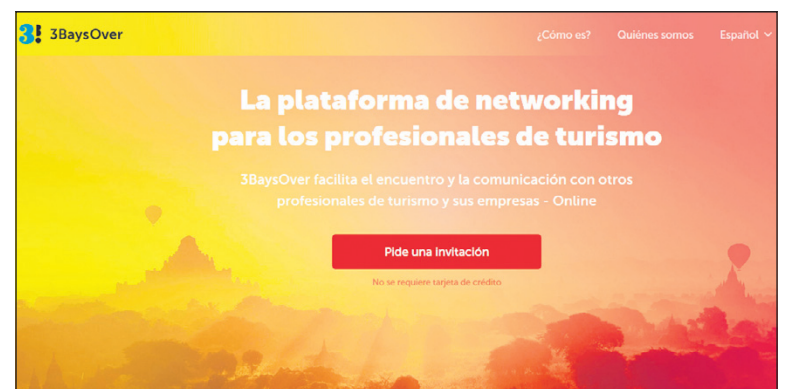 3! 3BaysOver
¿Cómo es? Quiénes somos Español
La plataforma de networking
para los profesionales de turismo
3BaysOver facilita el encuentro y la comunicación con otros
profesionales de turismo y sus empresas - Online
Pide una invitación
No se requiere tarjeta de crédito